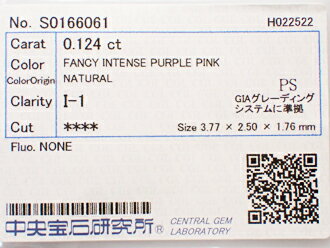 No. S0166061 H022522
Carat 0.124 ct
Color FANCY INTENSE PURPLE PINK
ColorOrigin NATURAL
Clarity I-1 PS
GIAグレーディング
システムに準拠
Cut **** Size 3.77 × 2.50 × 1.76 mm
Fluo. NONE
中央宝石研究所 CENTRAL GEM
LABORATORY